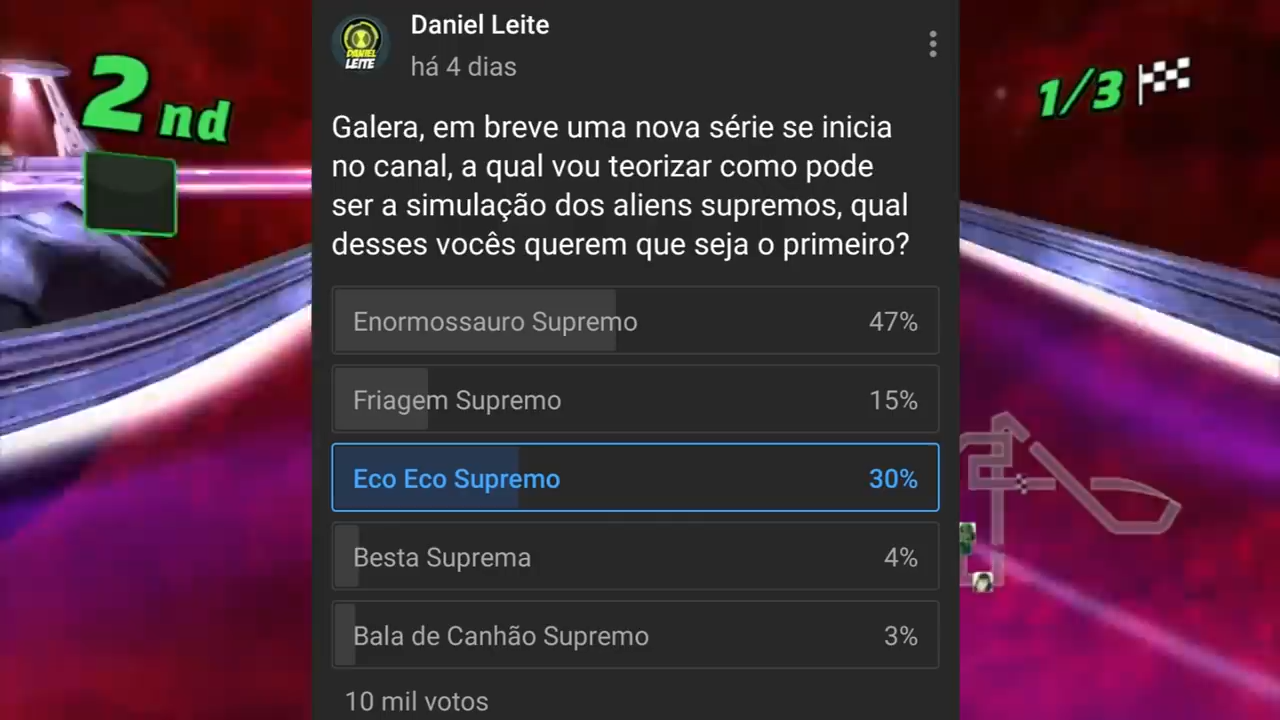 2nd
1/3
DANIEL
LEITE
Daniel Leite
há 4 dias
Galera, em breve uma nova série se inicia
no canal, a qual vou teorizar como pode
ser a simulação dos aliens supremos, qual
desses vocês querem que seja o primeiro?
Enormossauro Supremo 47%
Friagem Supremo 15%
Eco Eco Supremo 30%
Besta Suprema 4%
Bala de Canhão Supremo 3%
10 mil votos